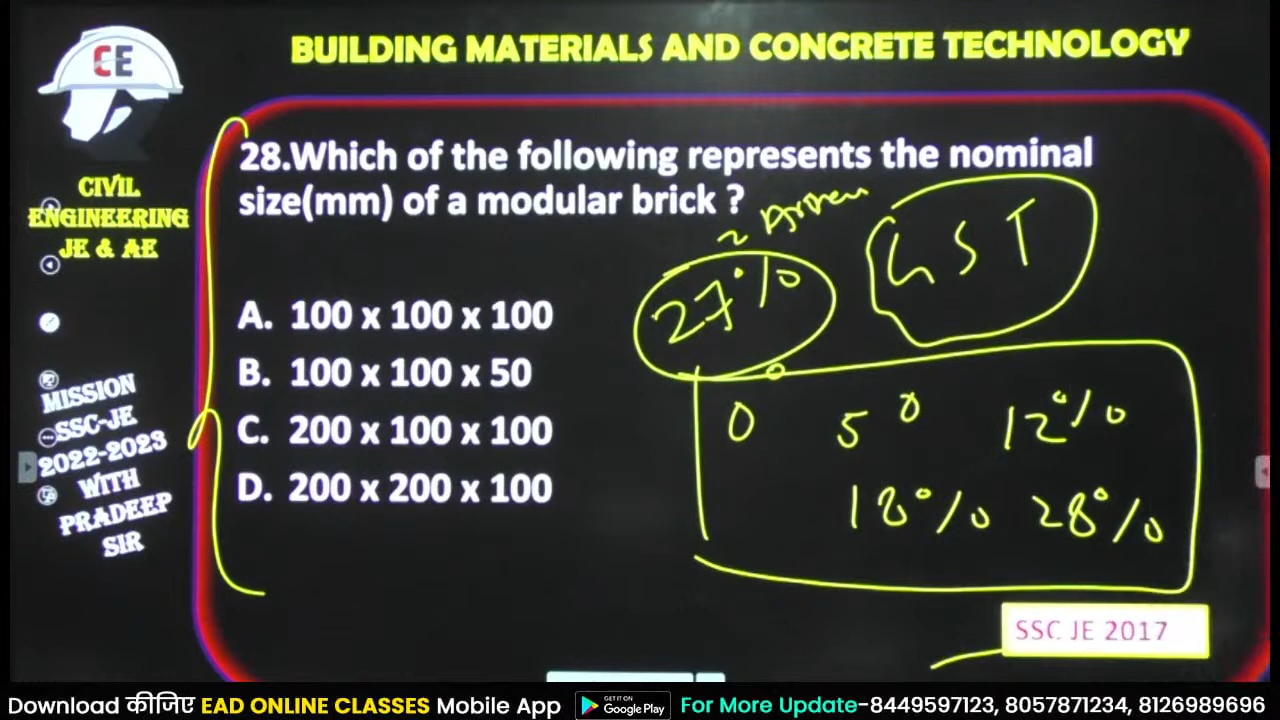 CE
BUILDING MATERIALS AND CONCRETE TECHNOLOGY
CIVIL
ENGINEERING
JE & AE
28.Which of the following represents the nominal
size(mm) of a modular brick ?
A. 100 x 100 x 100
B. 100 x 100 x 50
C. 200 x 100 x 100
D. 200 x 200 x 100
27%
GST
0 5% 12%
18% 28%
MISSION
SSC-JE
2022-2023
WITH
PRADEEP
SIR
SSC JE 2017
Download कीजिए EAD ONLINE CLASSES Mobile App GET IT ON Google Play For More Update-8449597123, 8057871234, 8126989696